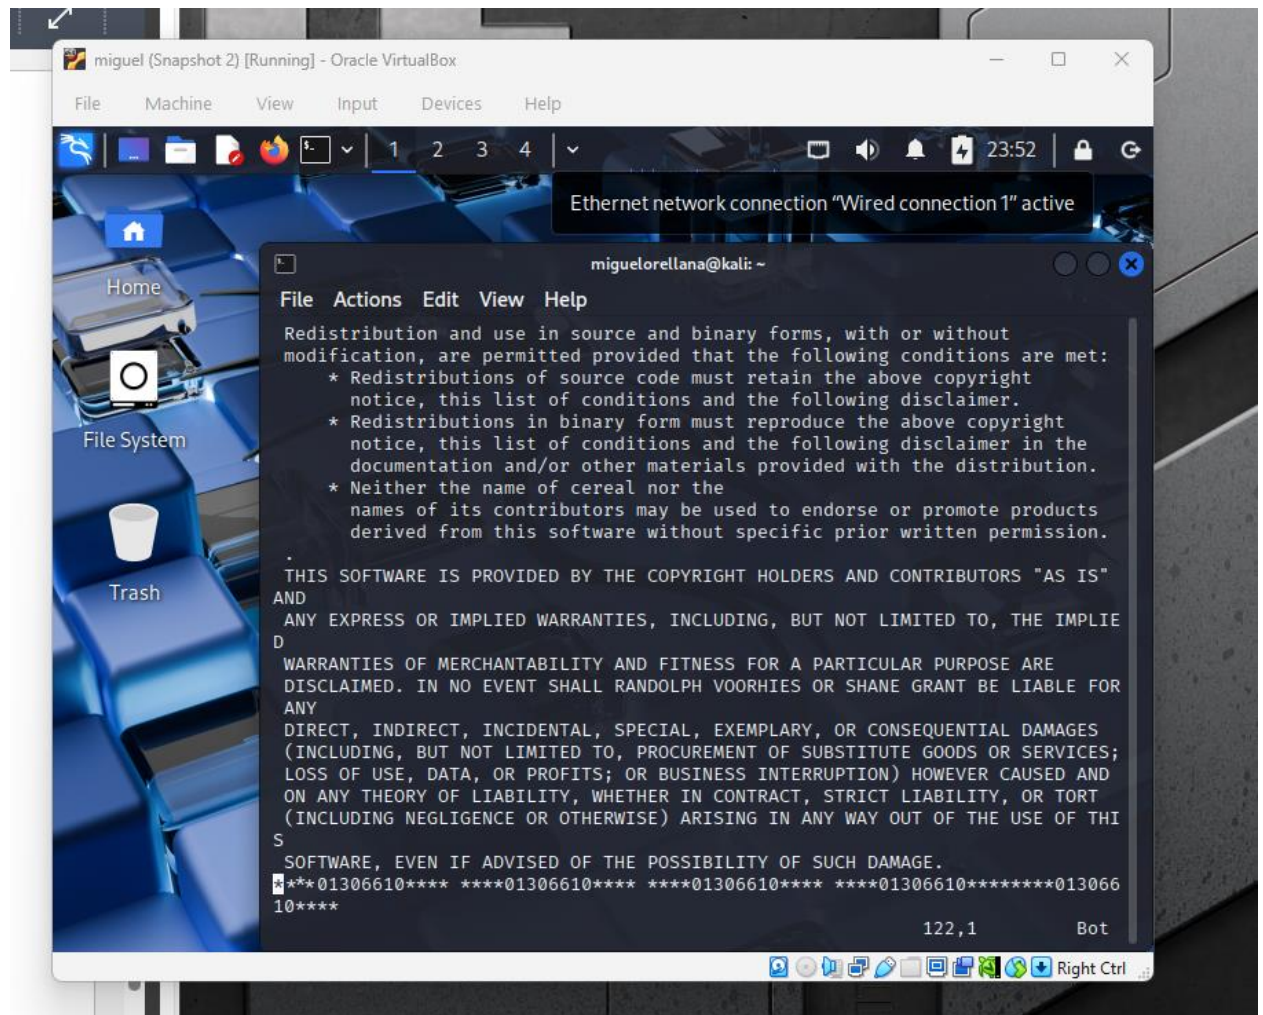 miguel (Snapshot 2) [Running] - Oracle VirtualBox
File Machine View Input Devices Help
1 2 3 4 23:52
Ethernet network connection “Wired connection 1” active
Home
File System
Trash
miguelorellana@kali: ~
File Actions Edit View Help
Redistribution and use in source and binary forms, with or without
modification, are permitted provided that the following conditions are met:
* Redistributions of source code must retain the above copyright
notice, this list of conditions and the following disclaimer.
* Redistributions in binary form must reproduce the above copyright
notice, this list of conditions and the following disclaimer in the
documentation and/or other materials provided with the distribution.
* Neither the name of cereal nor the
names of its contributors may be used to endorse or promote products
derived from this software without specific prior written permission.
.
THIS SOFTWARE IS PROVIDED BY THE COPYRIGHT HOLDERS AND CONTRIBUTORS "AS IS"
AND
ANY EXPRESS OR IMPLIED WARRANTIES, INCLUDING, BUT NOT LIMITED TO, THE IMPLIE
D
WARRANTIES OF MERCHANTABILITY AND FITNESS FOR A PARTICULAR PURPOSE ARE
DISCLAIMED. IN NO EVENT SHALL RANDOLPH VOORHIES OR SHANE GRANT BE LIABLE FOR
ANY
DIRECT, INDIRECT, INCIDENTAL, SPECIAL, EXEMPLARY, OR CONSEQUENTIAL DAMAGES
(INCLUDING, BUT NOT LIMITED TO, PROCUREMENT OF SUBSTITUTE GOODS OR SERVICES;
LOSS OF USE, DATA, OR PROFITS; OR BUSINESS INTERRUPTION) HOWEVER CAUSED AND
ON ANY THEORY OF LIABILITY, WHETHER IN CONTRACT, STRICT LIABILITY, OR TORT
(INCLUDING NEGLIGENCE OR OTHERWISE) ARISING IN ANY WAY OUT OF THE USE OF THI
S
SOFTWARE, EVEN IF ADVISED OF THE POSSIBILITY OF SUCH DAMAGE.
****01306610**** ****01306610**** ****01306610**** ****01306610********013066
10****
122,1 Bot
Right Ctrl